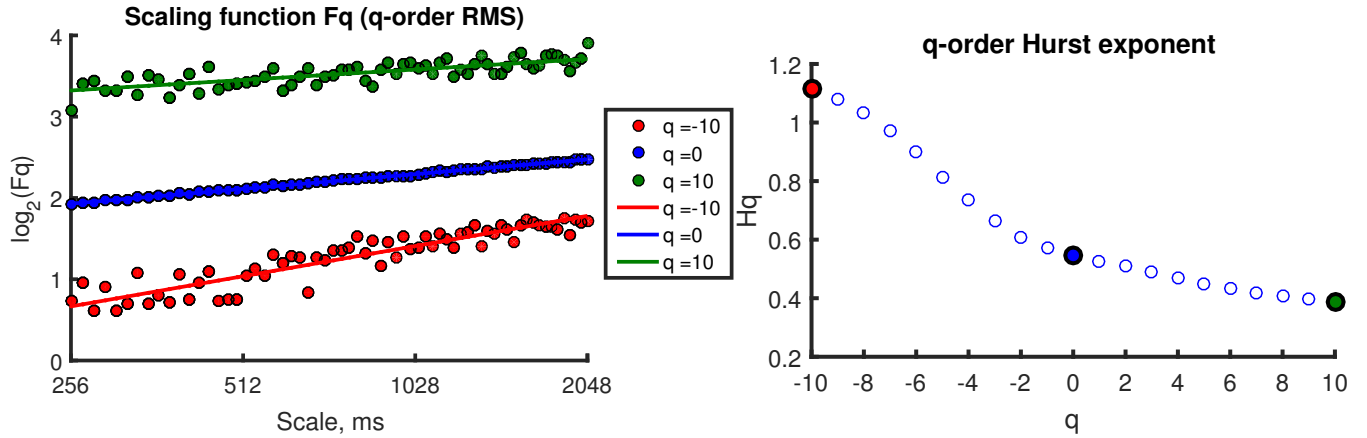 Scaling function Fq (q-order RMS)
4
3
2
1
0
log2(Fq)
256
512
1028
2048
Scale, ms
q =-10
q =0
q =10
q =-10
q =0
q =10
q-order Hurst exponent
1.2
1
0.8
0.6
0.4
0.2
Hq
-10
-8
-6
-4
-2
0
2
4
6
8
10
q